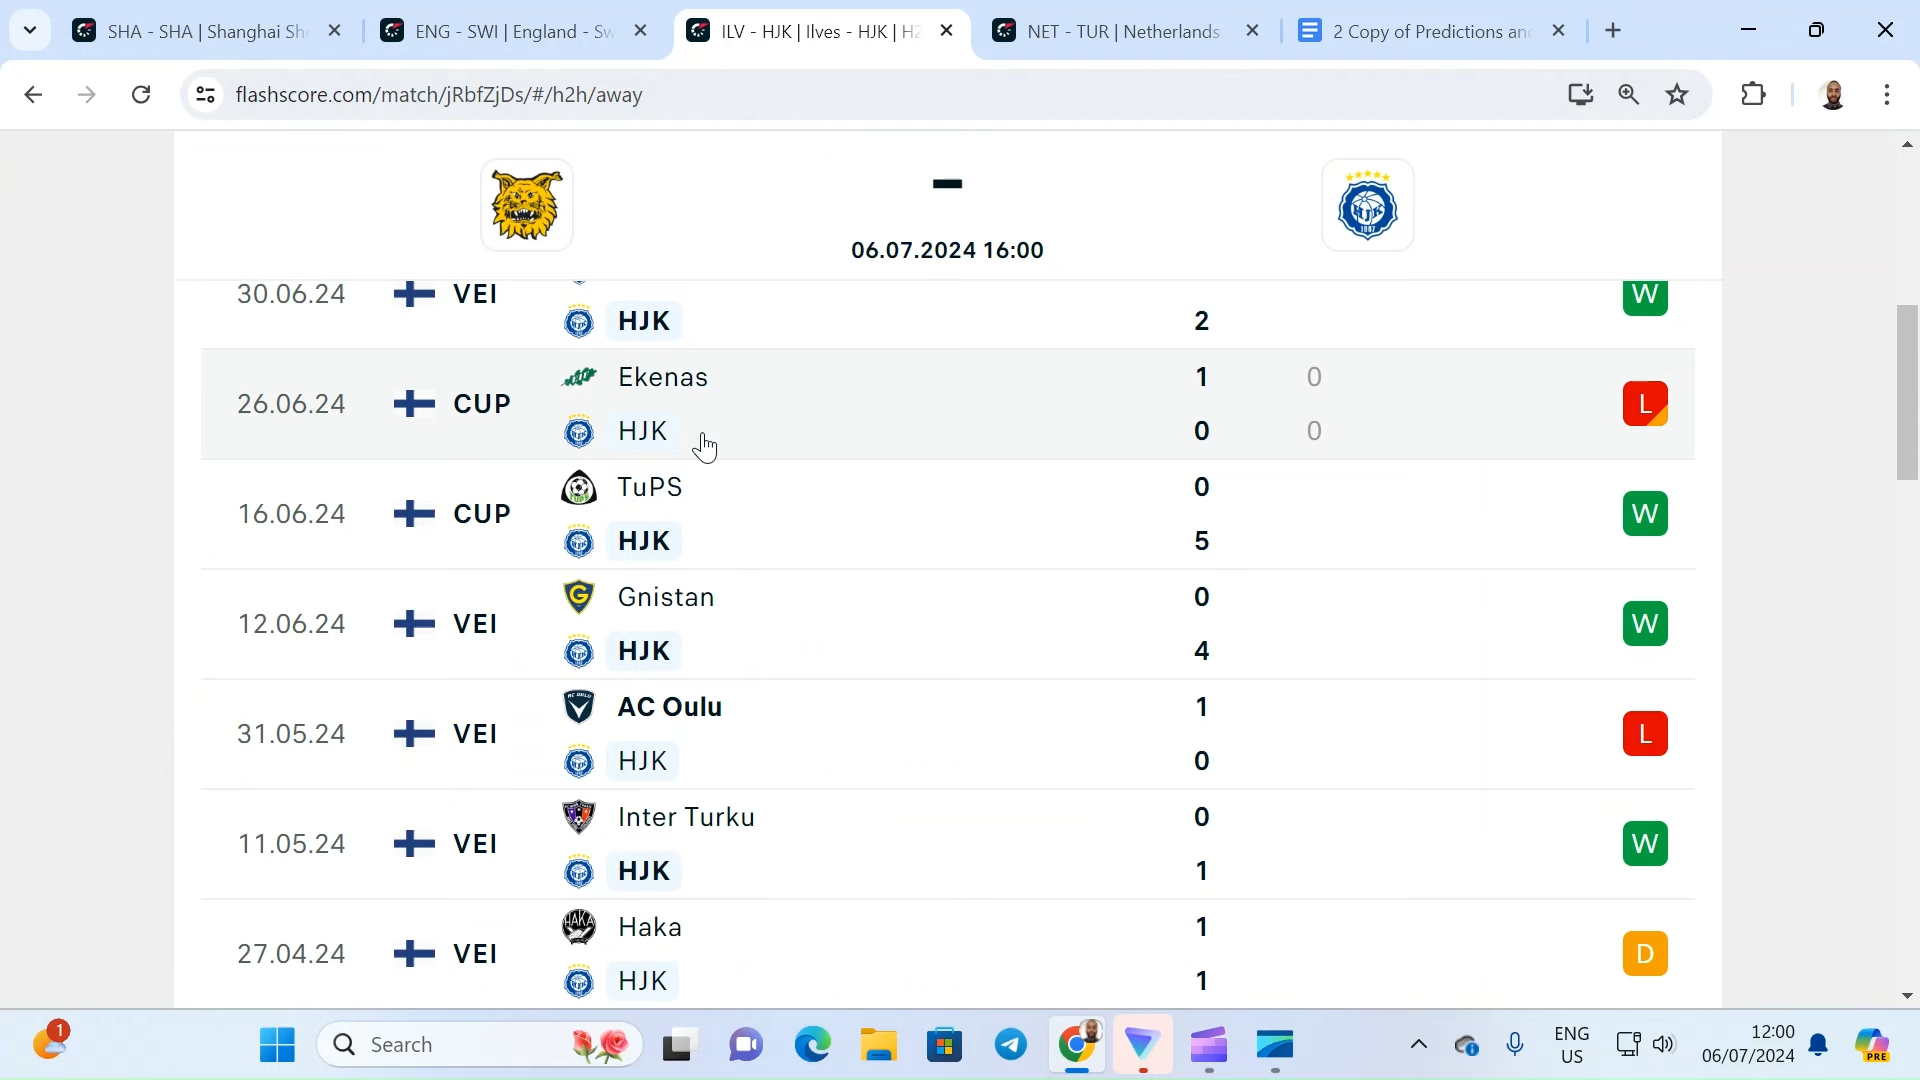 SHA - SHA | Shanghai Sh
ENG - SWI | England - Sw
ILV - HJK | Ilves - HJK | H2
NET - TUR | Netherlands
2 Copy of Predictions and
flashscore.com/match/jRbfZjDs/#/h2h/away
HJK
1907
06.07.2024 16:00
30.06.24 VEI W
HJK 2
Ekenas 1 0
26.06.24 CUP L
HJK 0 0
TuPS 0
16.06.24 CUP W
HJK 5
Gnistan 0
12.06.24 VEI W
HJK 4
AC Oulu 1
31.05.24 VEI L
HJK 0
Inter Turku 0
11.05.24 VEI W
HJK 1
Haka 1
27.04.24 VEI D
HJK 1
1
Search
ENG
US
12:00
06/07/2024
PRE